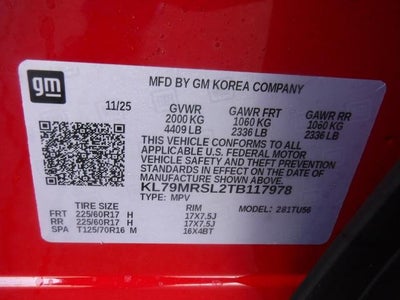 gm
MFD BY GM KOREA COMPANY
11/25 GVWR GAWR FRT GAWR RR
2000 KG 1060 KG 1060 KG
4409 LB 2336 LB 2336 LB
THIS VEHICLE CONFORMS TO ALL
APPLICABLE U.S. FEDERAL MOTOR
VEHICLE SAFETY AND THEFT PREVENTION
STANDARDS IN EFFECT ON THE DATE OF
MANUFACTURE SHOWN ABOVE.
KL79MRSL2TB117978
TYPE: MPV MODEL: 281TU56
TIRE SIZE RIM
FRT 225/60R17 H 17X7.5J
RR 225/60R17 H 17X7.5J
SPA T125/70R16 M 16X4BT